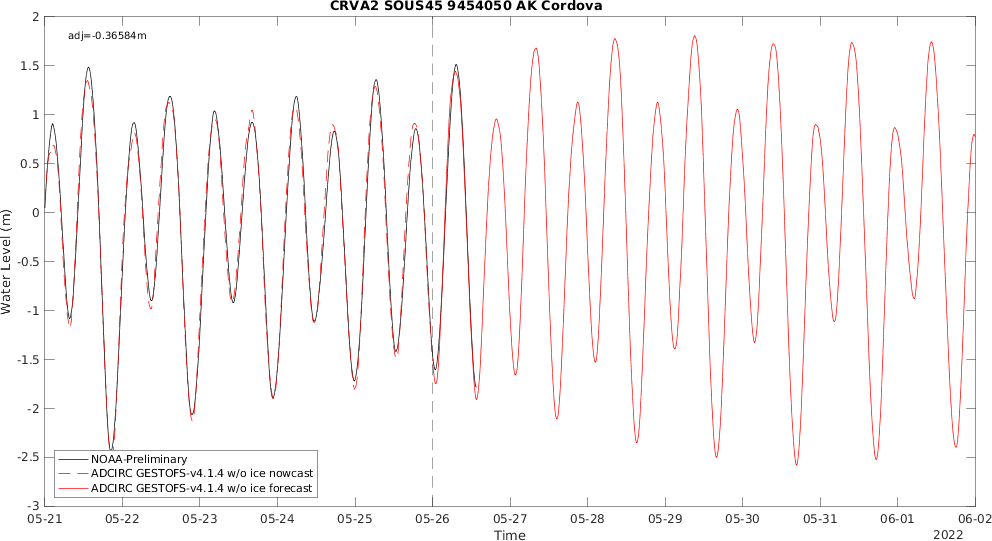 CRVA2 SOUS45 9454050 AK Cordova
adj=-0.36584m
2
1.5
1
0.5
0
-0.5
-1
-1.5
-2
-2.5
-3
Water Level (m)
NOAA-Preliminary
ADCIRC GESTOFS-v4.1.4 w/o ice nowcast
ADCIRC GESTOFS-v4.1.4 w/o ice forecast
05-21 05-22 05-23 05-24 05-25 05-26 05-27 05-28 05-29 05-30 05-31 06-01 06-02
Time
2022